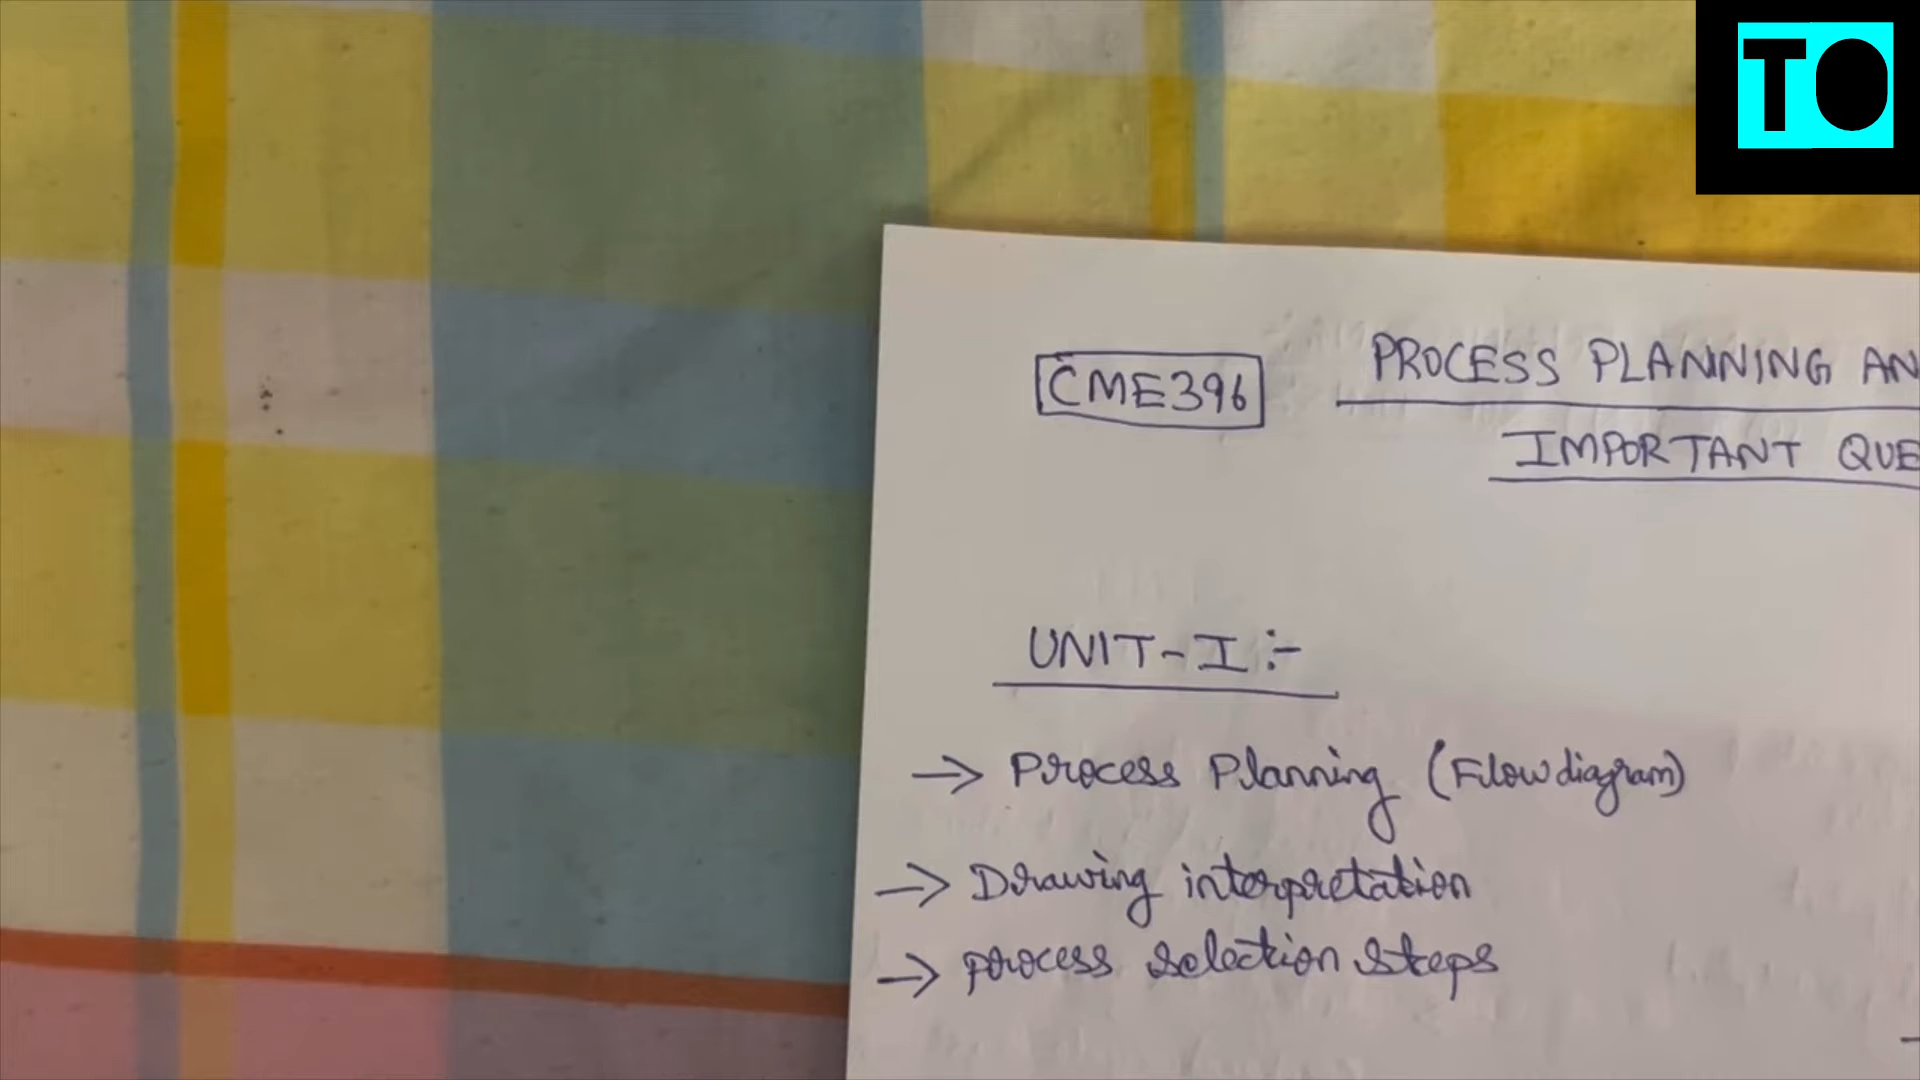 TO
CME396
PROCESS PLANNING AN
IMPORTANT QUE
UNIT-I :-
→ Process Planning (Flow diagram)
→ Drawing interpretation
→ process selection steps